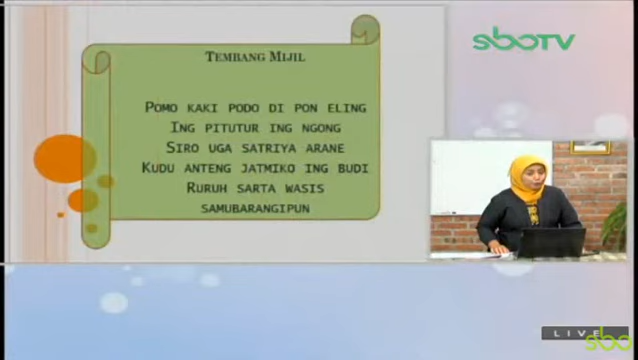 TEMBANG MIJIL
POMO KAKI PODO DI PON ELING
ING PITUTUR ING NGONG
SIRO UGA SATRIYA ARANE
KUDU ANTENG JATMIKO ING BUDI
RURUH SARTA WASIS
SAMUBARANGIPUN
sboTV
LIVE
sbo